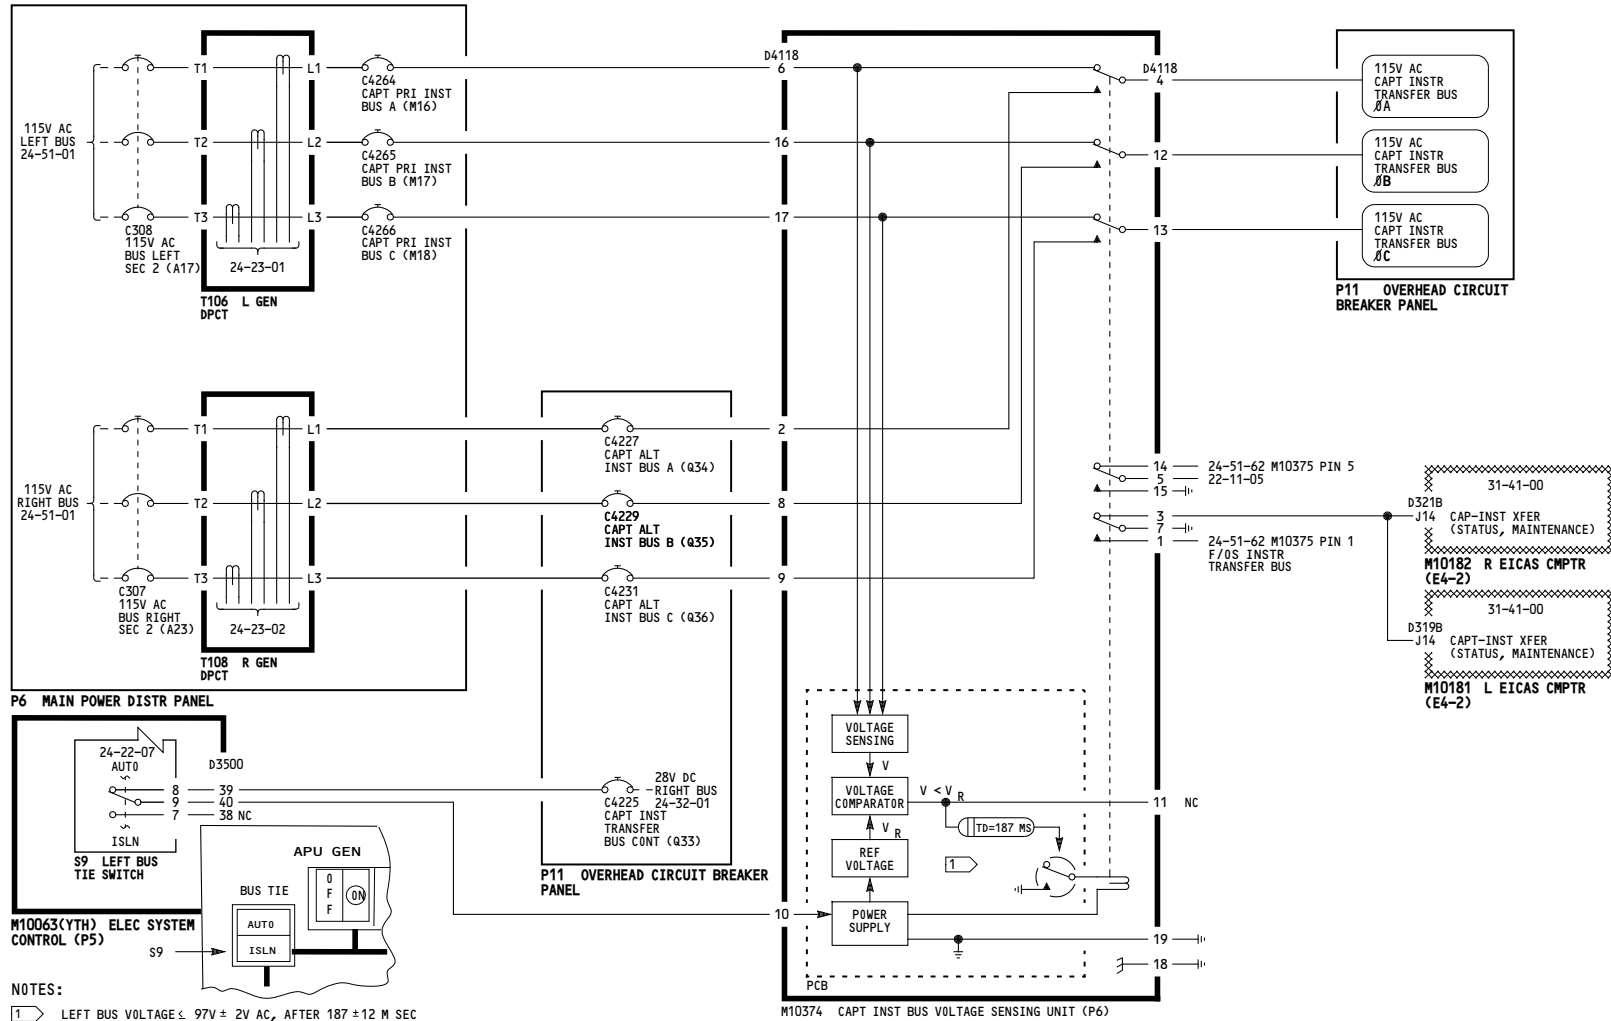 115V AC
LEFT BUS
24-51-01
C308
115V AC
BUS LEFT
SEC 2 (A17)
T1
T2
T3
L1
L2
L3
24-23-01
T106 L GEN
DPCT
C4264
CAPT PRI INST
BUS A (M16)
C4265
CAPT PRI INST
BUS B (M17)
C4266
CAPT PRI INST
BUS C (M18)
115V AC
RIGHT BUS
24-51-01
C307
115V AC
BUS RIGHT
SEC 2 (A23)
T1
T2
T3
L1
L2
L3
24-23-02
T108 R GEN
DPCT
P6 MAIN POWER DISTR PANEL
C4227
CAPT ALT
INST BUS A (Q34)
C4229
CAPT ALT
INST BUS B (Q35)
C4231
CAPT ALT
INST BUS C (Q36)
28V DC
RIGHT BUS
24-32-01
C4225
CAPT INST
TRANSFER
BUS CONT (Q33)
P11 OVERHEAD CIRCUIT BREAKER
PANEL
D4118
6
16
17
2
8
9
10
D4118
4
12
13
14 24-51-62 M10375 PIN 5
5 22-11-05
15
3
7
1 24-51-62 M10375 PIN 1
F/OS INSTR
TRANSFER BUS
11 NC
19
18
VOLTAGE
SENSING
V
VOLTAGE
COMPARATOR
V < V R
V R
TD=187 MS
REF
VOLTAGE
1
POWER
SUPPLY
PCB
M10374 CAPT INST BUS VOLTAGE SENSING UNIT (P6)
115V AC
CAPT INSTR
TRANSFER BUS
ØA
115V AC
CAPT INSTR
TRANSFER BUS
ØB
115V AC
CAPT INSTR
TRANSFER BUS
ØC
P11 OVERHEAD CIRCUIT
BREAKER PANEL
31-41-00
D321B
J14 CAP-INST XFER
(STATUS, MAINTENANCE)
M10182 R EICAS CMPTR
(E4-2)
31-41-00
D319B
J14 CAPT-INST XFER
(STATUS, MAINTENANCE)
M10181 L EICAS CMPTR
(E4-2)
24-22-07
AUTO
D3500
8 39
9 40
7 38 NC
ISLN
S9 LEFT BUS
TIE SWITCH
M10063(YTH) ELEC SYSTEM
CONTROL (P5)
APU GEN
OFF
ON
BUS TIE
AUTO
ISLN
S9
NOTES:
1 LEFT BUS VOLTAGE ≤ 97V ± 2V AC, AFTER 187 ± 12 M SEC